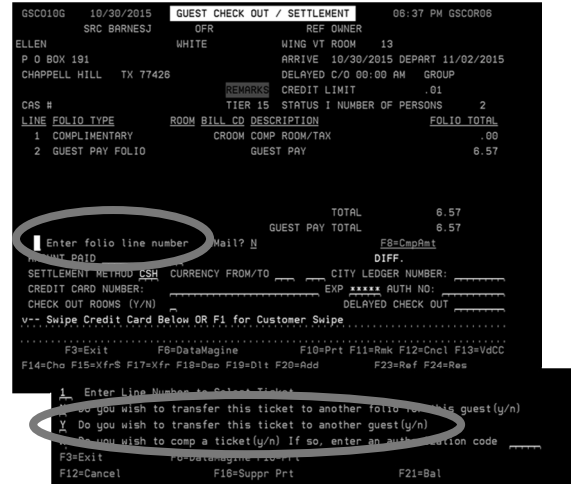 GSCO10G 10/30/2015 GUEST CHECK OUT / SETTLEMENT 06:37 PM GSCOR06
SRC BARNESJ OFR REF OWNER
ELLEN WHITE WING VT ROOM 13
P O BOX 191 ARRIVE 10/30/2015 DEPART 11/02/2015
CHAPPELL HILL TX 77426 DELAYED C/O 00:00 AM GROUP
REMARKS CREDIT LIMIT .01
CAS # TIER 15 STATUS I NUMBER OF PERSONS 2
LINE FOLIO TYPE ROOM BILL CD DESCRIPTION FOLIO TOTAL
1 COMPLIMENTARY CROOM COMP ROOM/TAX .00
2 GUEST PAY FOLIO GUEST PAY 6.57
TOTAL 6.57
GUEST PAY TOTAL 6.57
Enter folio line number Mail? N F8=CmpAmt
AMOUNT PAID DIFF.
SETTLEMENT METHOD CSH CURRENCY FROM/TO CITY LEDGER NUMBER:
CREDIT CARD NUMBER: EXP ***** AUTH NO:
CHECK OUT ROOMS (Y/N) DELAYED CHECK OUT
v-- Swipe Credit Card Below OR F1 for Customer Swipe
F3=Exit F6=DataMagine F10=Prt F11=Rmk F12=Cncl F13=VdCC
F14=Chg F15=XfrS F17=Xfr F18=Dsp F19=Dlt F20=Add F23=Ref F24=Res
1 Enter Line Number to Select Ticket
Do you wish to transfer this ticket to another folio for this guest(y/n)
Y Do you wish to transfer this ticket to another guest(y/n)
Do you wish to comp a ticket(y/n) If so, enter an authorization code
F3=Exit F6=DataMagine F10=Prt
F12=Cancel F16=Suppr Prt F21=Bal